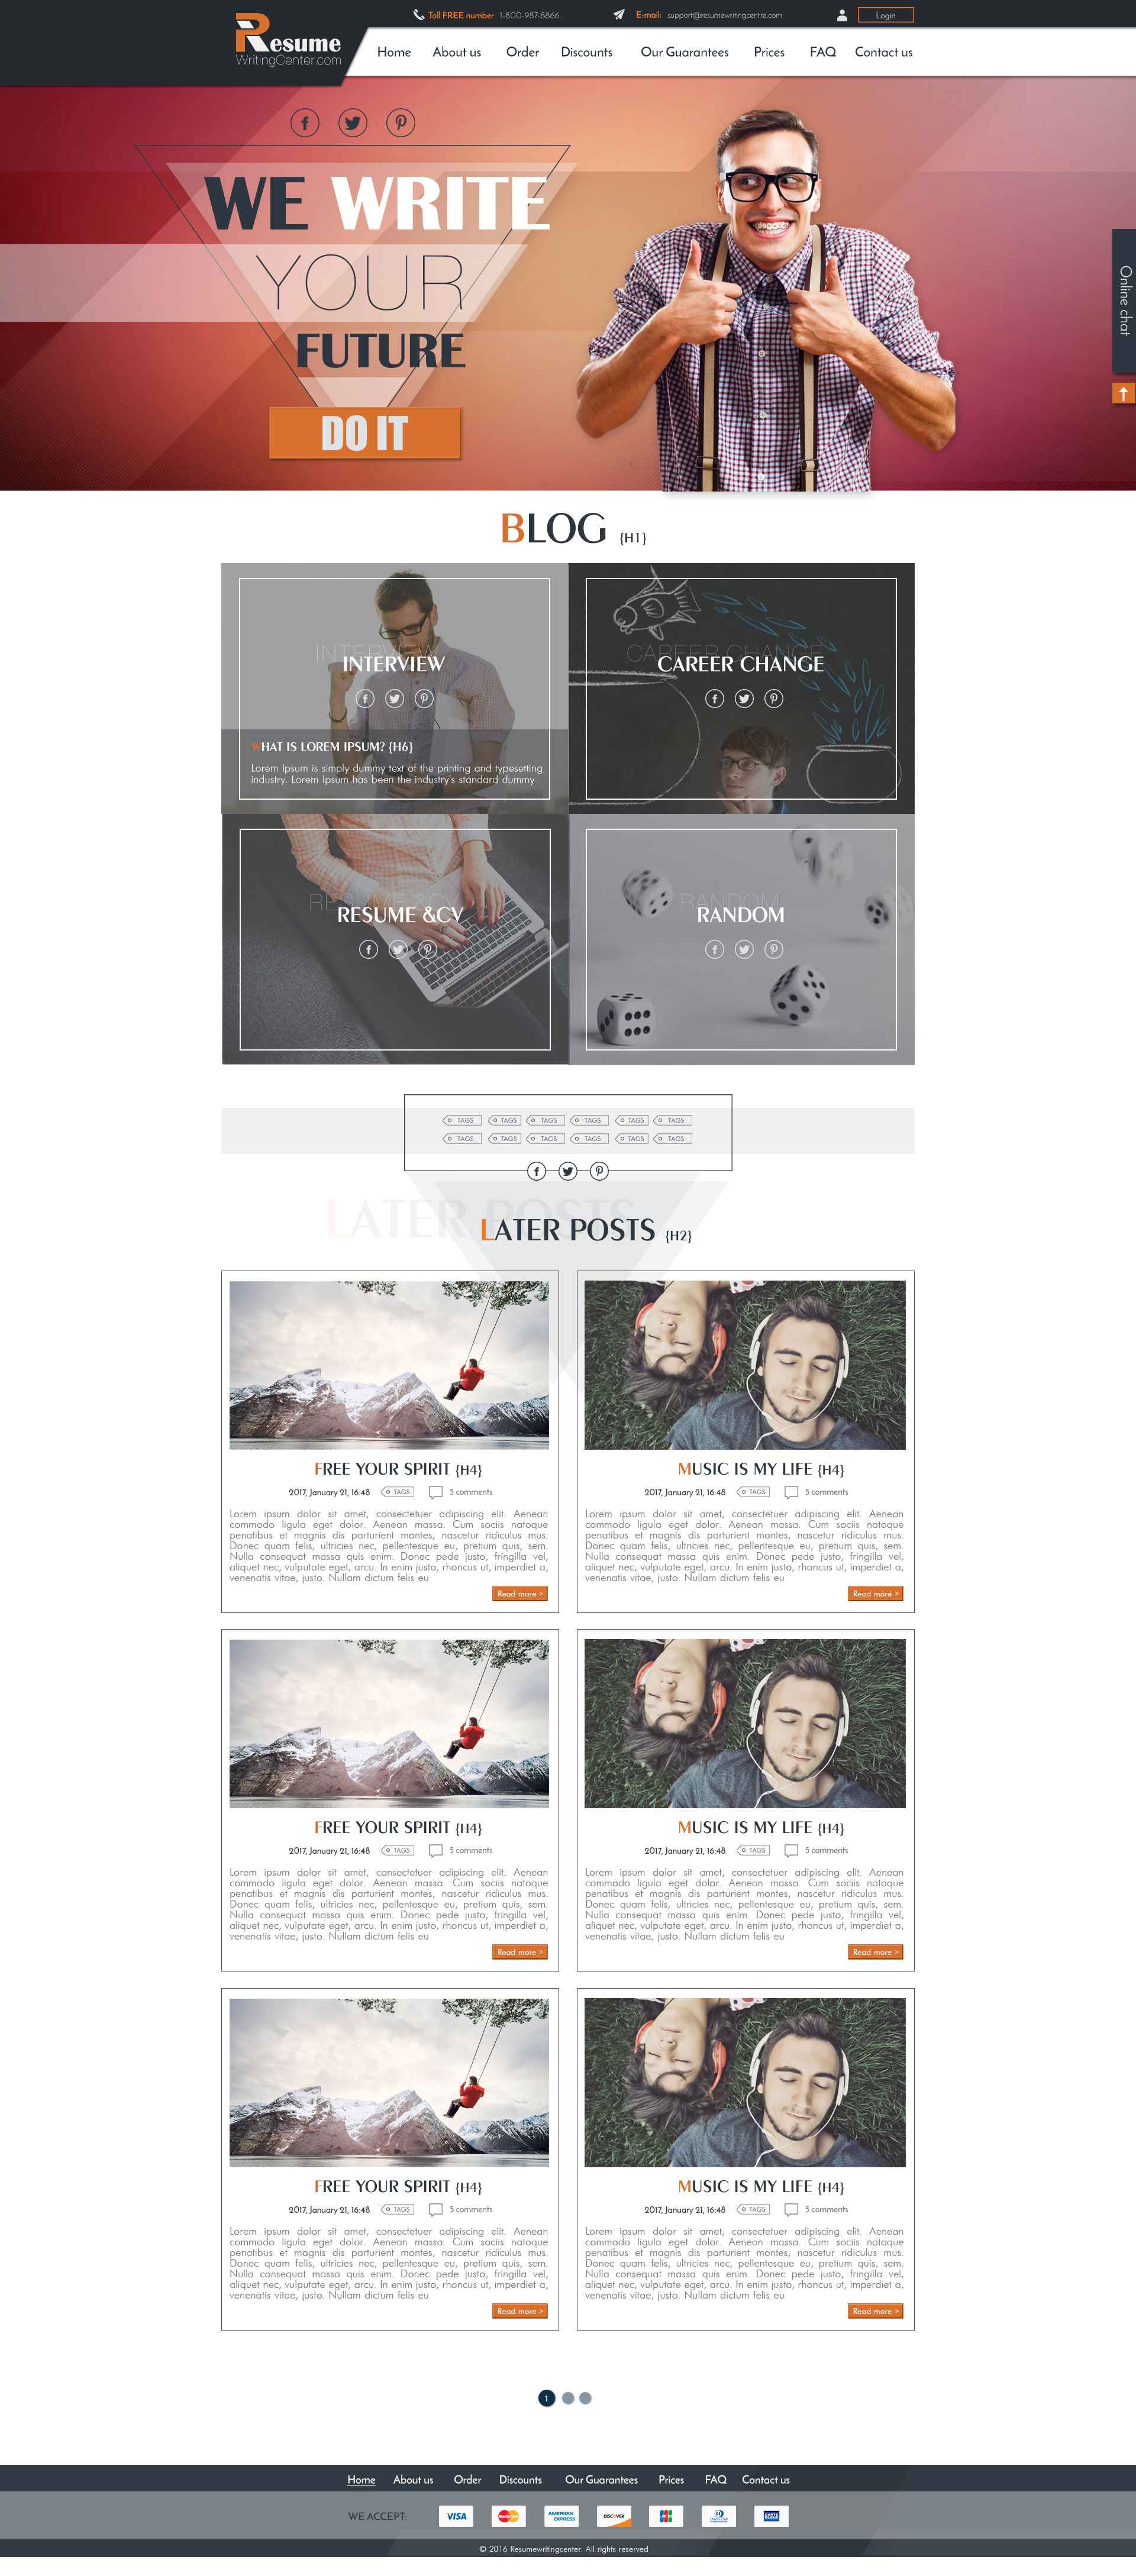 Toll FREE number 1-800-987-8866 E-mail: support@resumewritingcentre.com Login
Resume
WritingCenter.com
Home About us Order Discounts Our Guarantees Prices FAQ Contact us
WE WRITE
YOUR
FUTURE
DO IT
Online chat
BLOG {H1}
INTERVIEW
INTERVIEW
WHAT IS LOREM IPSUM? {H6}
Lorem Ipsum is simply dummy text of the printing and typesetting
industry. Lorem Ipsum has been the industry's standard dummy
CAREER CHANGE
CAREER CHANGE
RESUME &CV
RESUME &CV
RANDOM
RANDOM
TAGS TAGS TAGS TAGS TAGS TAGS
TAGS TAGS TAGS TAGS TAGS TAGS
LATER POSTS
LATER POSTS {H2}
FREE YOUR SPIRIT {H4}
2017, January 21, 16:48 TAGS 5 comments
Lorem ipsum dolor sit amet, consectetuer adipiscing elit. Aenean
commodo ligula eget dolor. Aenean massa. Cum sociis natoque
penatibus et magnis dis parturient montes, nascetur ridiculus mus.
Donec quam felis, ultricies nec, pellentesque eu, pretium quis, sem.
Nulla consequat massa quis enim. Donec pede justo, fringilla vel,
aliquet nec, vulputate eget, arcu. In enim justo, rhoncus ut, imperdiet a,
venenatis vitae, justo. Nullam dictum felis eu
Read more >
MUSIC IS MY LIFE {H4}
2017, January 21, 16:48 TAGS 5 comments
Lorem ipsum dolor sit amet, consectetuer adipiscing elit. Aenean
commodo ligula eget dolor. Aenean massa. Cum sociis natoque
penatibus et magnis dis parturient montes, nascetur ridiculus mus.
Donec quam felis, ultricies nec, pellentesque eu, pretium quis, sem.
Nulla consequat massa quis enim. Donec pede justo, fringilla vel,
aliquet nec, vulputate eget, arcu. In enim justo, rhoncus ut, imperdiet a,
venenatis vitae, justo. Nullam dictum felis eu
Read more >
FREE YOUR SPIRIT {H4}
2017, January 21, 16:48 TAGS 5 comments
Lorem ipsum dolor sit amet, consectetuer adipiscing elit. Aenean
commodo ligula eget dolor. Aenean massa. Cum sociis natoque
penatibus et magnis dis parturient montes, nascetur ridiculus mus.
Donec quam felis, ultricies nec, pellentesque eu, pretium quis, sem.
Nulla consequat massa quis enim. Donec pede justo, fringilla vel,
aliquet nec, vulputate eget, arcu. In enim justo, rhoncus ut, imperdiet a,
venenatis vitae, justo. Nullam dictum felis eu
Read more >
MUSIC IS MY LIFE {H4}
2017, January 21, 16:48 TAGS 5 comments
Lorem ipsum dolor sit amet, consectetuer adipiscing elit. Aenean
commodo ligula eget dolor. Aenean massa. Cum sociis natoque
penatibus et magnis dis parturient montes, nascetur ridiculus mus.
Donec quam felis, ultricies nec, pellentesque eu, pretium quis, sem.
Nulla consequat massa quis enim. Donec pede justo, fringilla vel,
aliquet nec, vulputate eget, arcu. In enim justo, rhoncus ut, imperdiet a,
venenatis vitae, justo. Nullam dictum felis eu
Read more >
FREE YOUR SPIRIT {H4}
2017, January 21, 16:48 TAGS 5 comments
Lorem ipsum dolor sit amet, consectetuer adipiscing elit. Aenean
commodo ligula eget dolor. Aenean massa. Cum sociis natoque
penatibus et magnis dis parturient montes, nascetur ridiculus mus.
Donec quam felis, ultricies nec, pellentesque eu, pretium quis, sem.
Nulla consequat massa quis enim. Donec pede justo, fringilla vel,
aliquet nec, vulputate eget, arcu. In enim justo, rhoncus ut, imperdiet a,
venenatis vitae, justo. Nullam dictum felis eu
Read more >
MUSIC IS MY LIFE {H4}
2017, January 21, 16:48 TAGS 5 comments
Lorem ipsum dolor sit amet, consectetuer adipiscing elit. Aenean
commodo ligula eget dolor. Aenean massa. Cum sociis natoque
penatibus et magnis dis parturient montes, nascetur ridiculus mus.
Donec quam felis, ultricies nec, pellentesque eu, pretium quis, sem.
Nulla consequat massa quis enim. Donec pede justo, fringilla vel,
aliquet nec, vulputate eget, arcu. In enim justo, rhoncus ut, imperdiet a,
venenatis vitae, justo. Nullam dictum felis eu
Read more >
1
Home About us Order Discounts Our Guarantees Prices FAQ Contact us
WE ACCEPT: VISA AMERICAN EXPRESS DISCOVER JCB
© 2016 Resumewritingcenter. All rights reserved